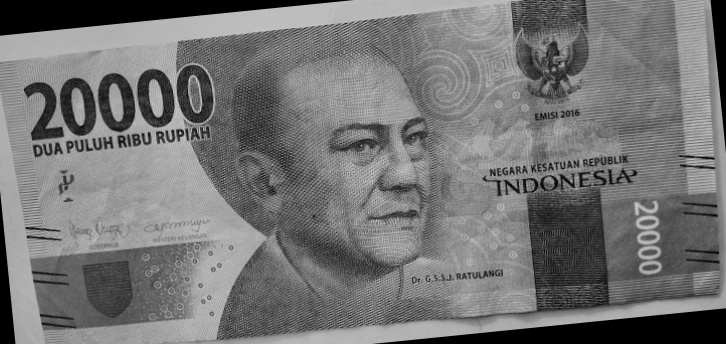 20000
DUA PULUH RIBU RUPIAH
EMISI 2016
NEGARA KESATUAN REPUBLIK
INDONESIA
20000
GUBERNUR
MENTERI KEUANGAN
Dr. G.S.S.J. RATULANGI